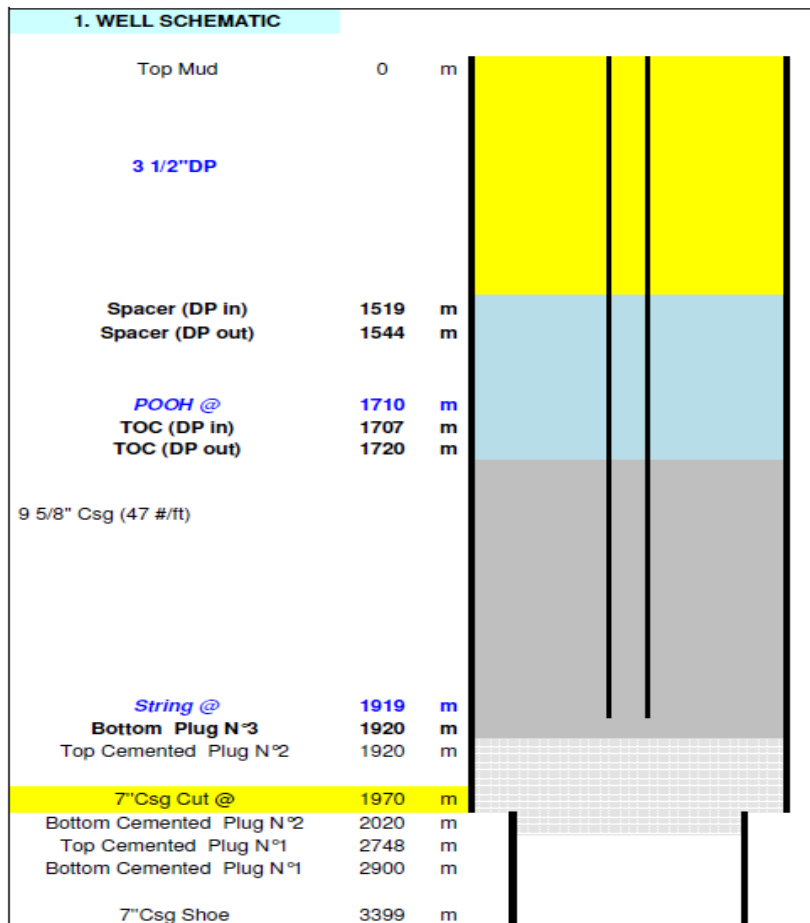 1. WELL SCHEMATIC
Top Mud 0 m
3 1/2"DP
Spacer (DP in) 1519 m
Spacer (DP out) 1544 m
POOH @ 1710 m
TOC (DP in) 1707 m
TOC (DP out) 1720 m
9 5/8" Csg (47 #/ft)
String @ 1919 m
Bottom Plug N°3 1920 m
Top Cemented Plug N°2 1920 m
7"Csg Cut @ 1970 m
Bottom Cemented Plug N°2 2020 m
Top Cemented Plug N°1 2748 m
Bottom Cemented Plug N°1 2900 m
7"Csg Shoe 3399 m